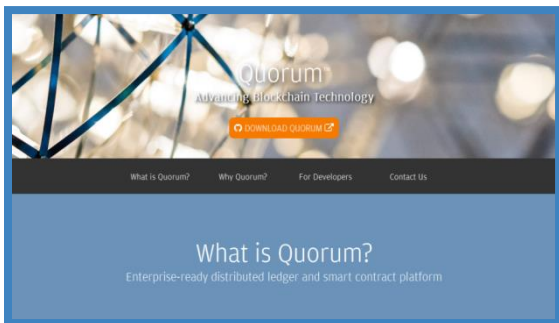 Quorum
Advancing Blockchain Technology
DOWNLOAD QUORUM
What is Quorum? Why Quorum? For Developers Contact Us
What is Quorum?
Enterprise-ready distributed ledger and smart contract platform